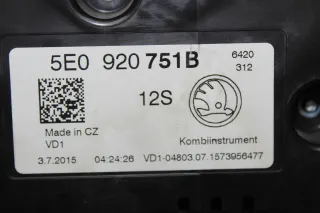 5E0 920 751B
6420
312
12S
Made in CZ
VD1
Kombiinstrument
3.7.2015 04:24:26 VD1-04803.07.1573956477